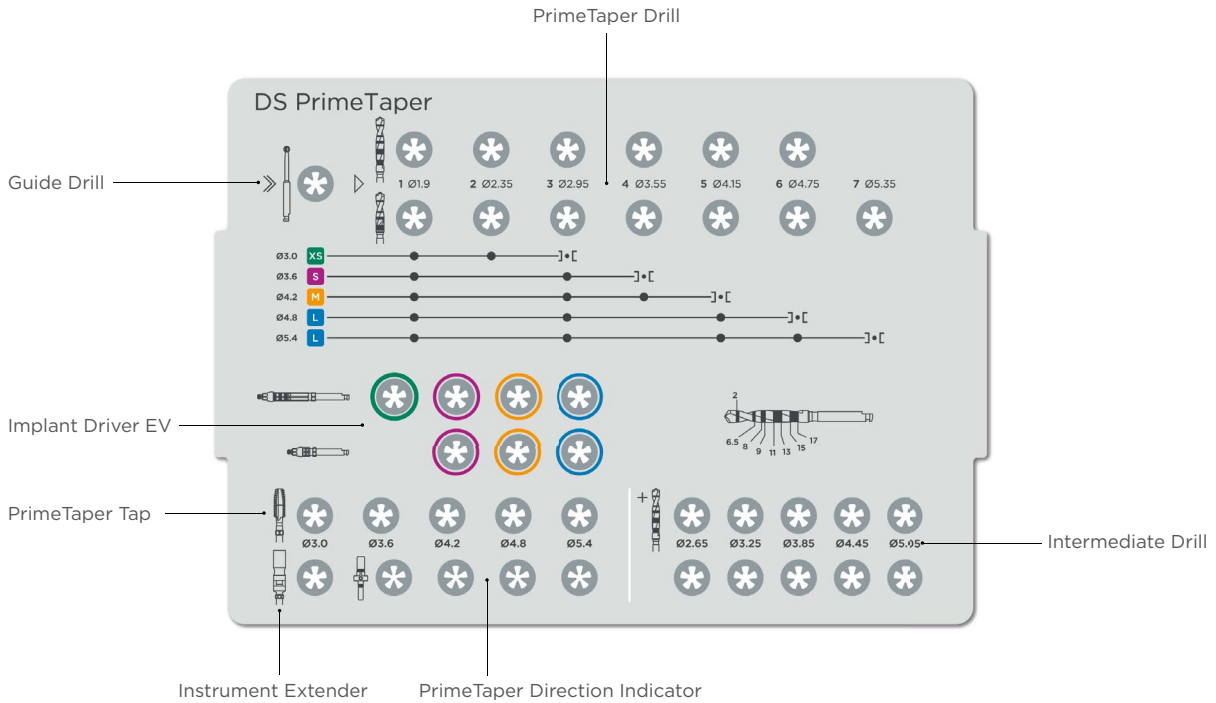 PrimeTaper Drill
DS PrimeTaper
Guide Drill
1 Ø1.9 2 Ø2.35 3 Ø2.95 4 Ø3.55 5 Ø4.15 6 Ø4.75 7 Ø5.35
Ø3.0 XS
Ø3.6 S
Ø4.2 M
Ø4.8 L
Ø5.4 L
Implant Driver EV
2
6.5 8 9 11 13 15 17
PrimeTaper Tap
Ø3.0 Ø3.6 Ø4.2 Ø4.8 Ø5.4
+
Ø2.65 Ø3.25 Ø3.85 Ø4.45 Ø5.05
Intermediate Drill
Instrument Extender
PrimeTaper Direction Indicator